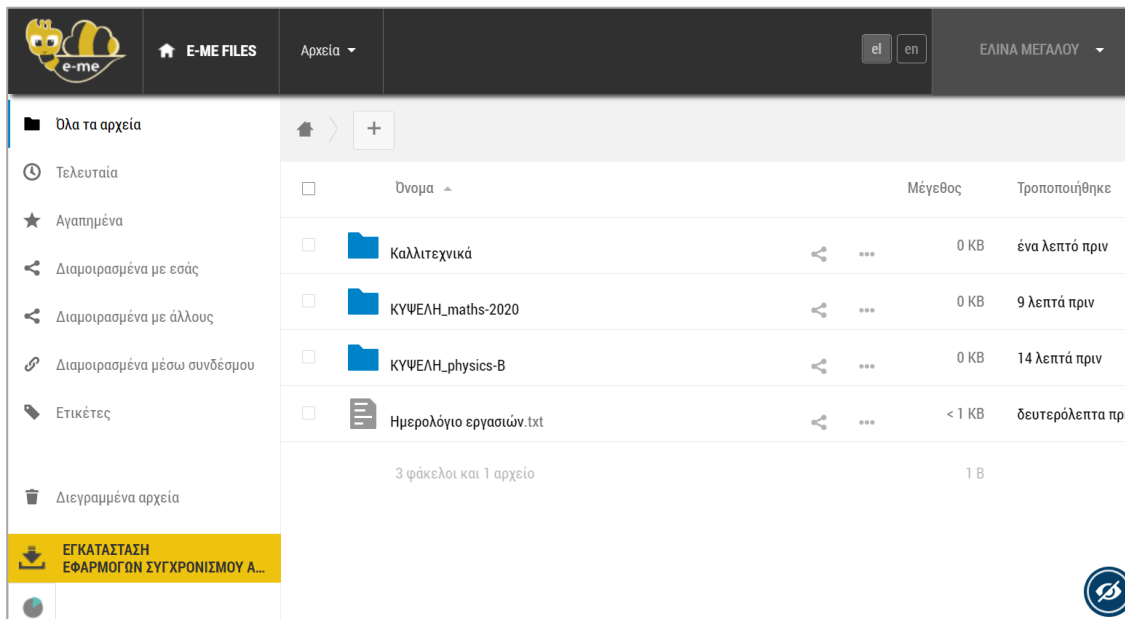 e-me
E-ME FILES
Αρχεία
el
en
ΕΛΙΝΑ ΜΕΓΑΛΟΥ
Όλα τα αρχεία
Τελευταία
Αγαπημένα
Διαμοιρασμένα με εσάς
Διαμοιρασμένα με άλλους
Διαμοιρασμένα μέσω συνδέσμου
Ετικέτες
Διεγραμμένα αρχεία
ΕΓΚΑΤΑΣΤΑΣΗ
ΕΦΑΡΜΟΓΩΝ ΣΥΓΧΡΟΝΙΣΜΟΥ Α...
+
Όνομα Μέγεθος Τροποποιήθηκε
Καλλιτεχνικά 0 KB ένα λεπτό πριν
ΚΥΨΕΛΗ_maths-2020 0 KB 9 λεπτά πριν
ΚΥΨΕΛΗ_physics-B 0 KB 14 λεπτά πριν
Ημερολόγιο εργασιών.txt < 1 KB δευτερόλεπτα
3 φάκελοι και 1 αρχείο 1 B